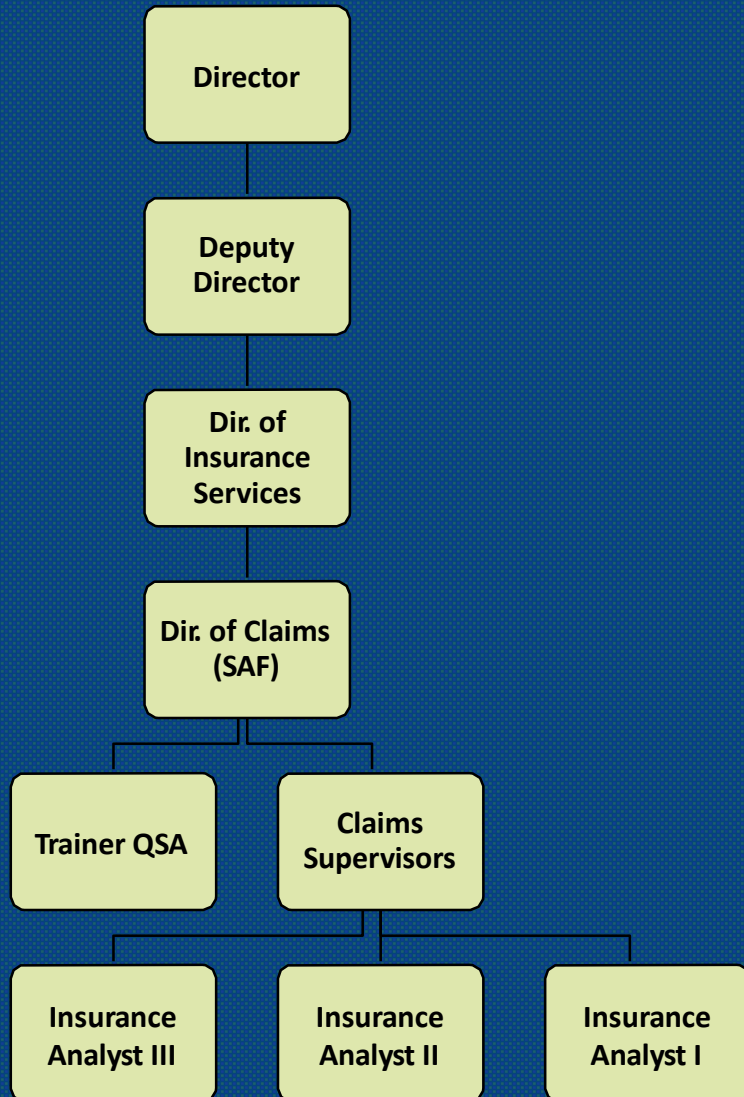 Director
Deputy
Director
Dir. of
Insurance
Services
Dir. of Claims
(SAF)
Trainer QSA
Claims
Supervisors
Insurance
Analyst III
Insurance
Analyst II
Insurance
Analyst I